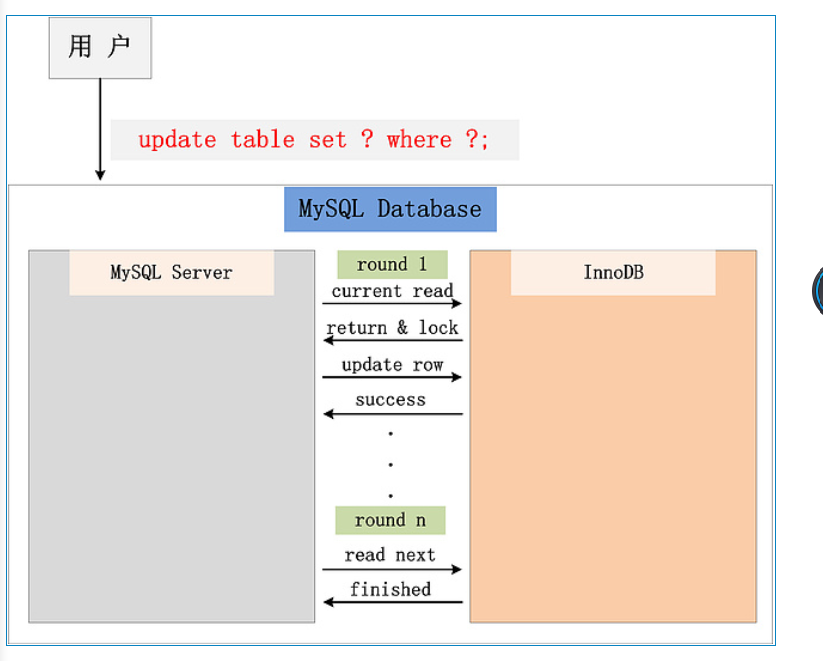 用 户
update table set ? where ?;
MySQL Database
MySQL Server
round 1
InnoDB
current read
return & lock
update row
success
.
.
.
round n
read next
finished